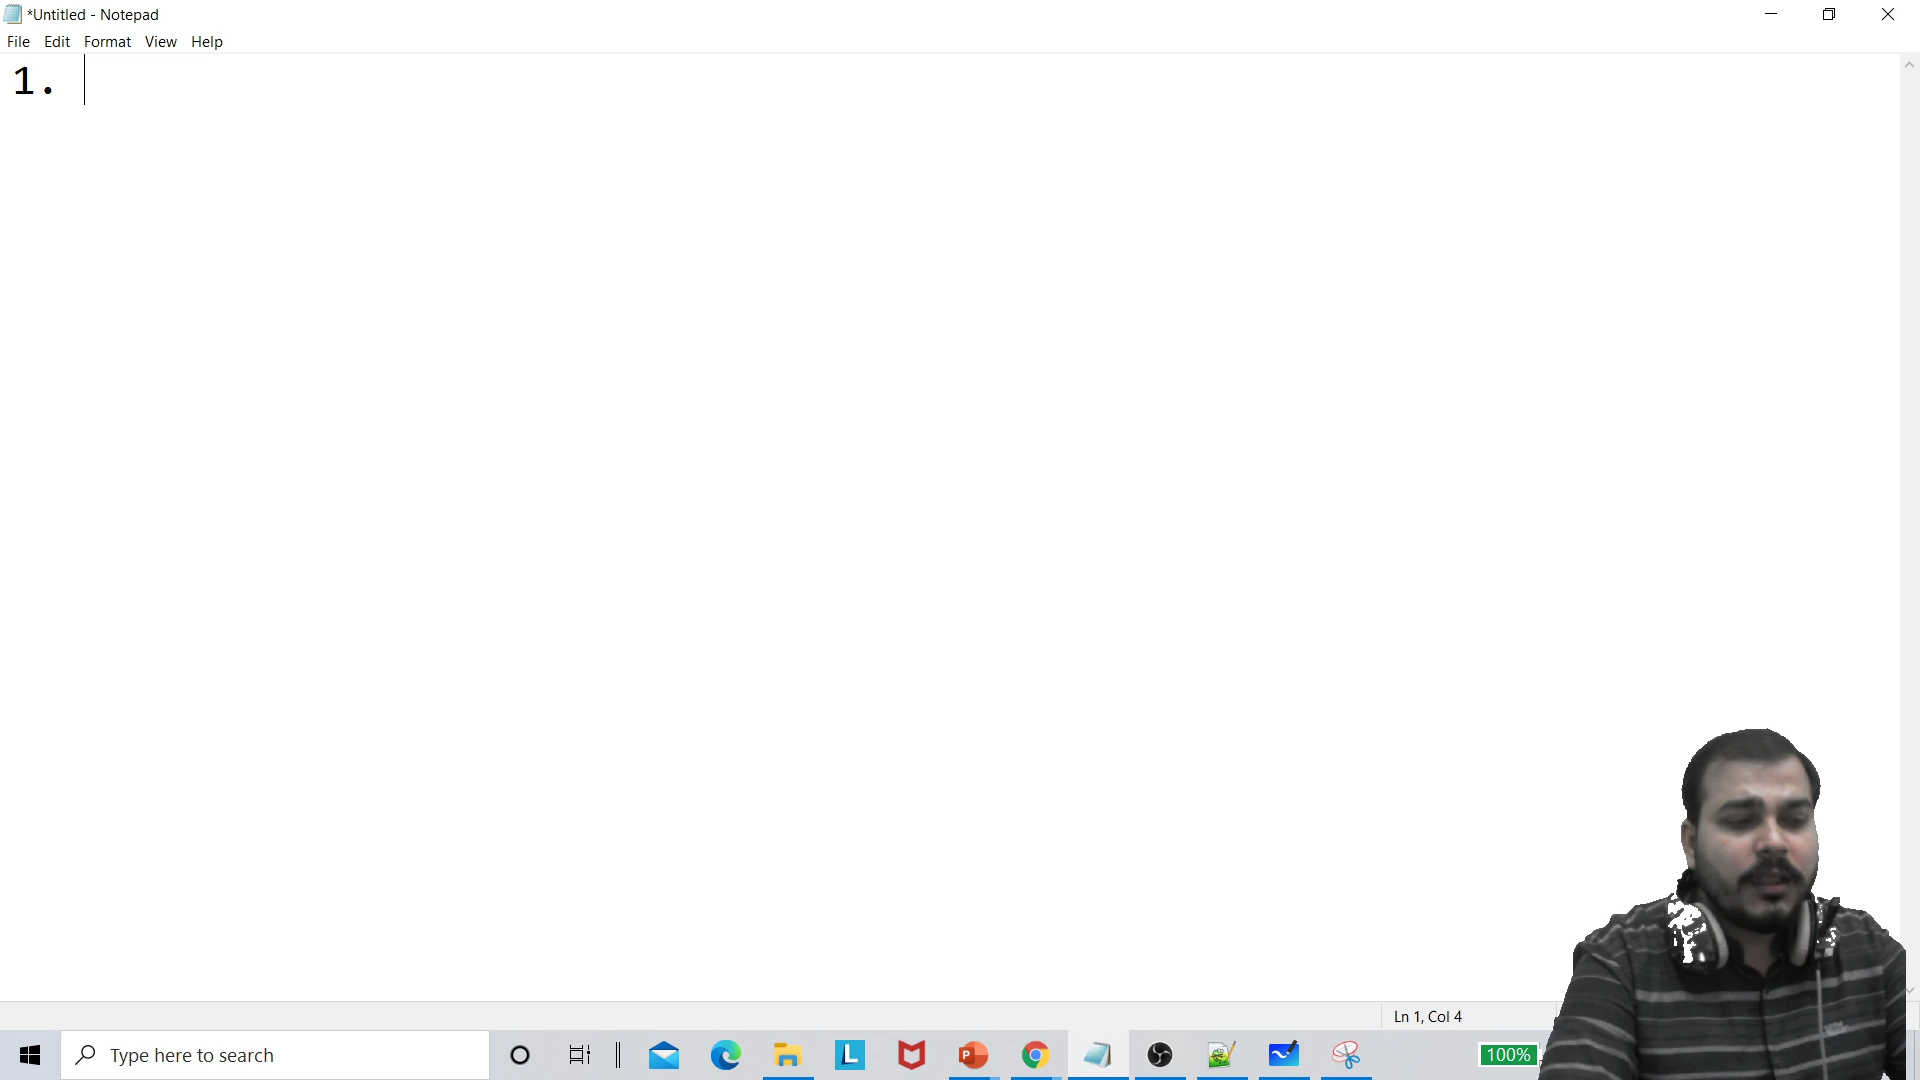 *Untitled - Notepad
File Edit Format View Help
1.
Ln 1, Col 4
Type here to search
L
P
100%